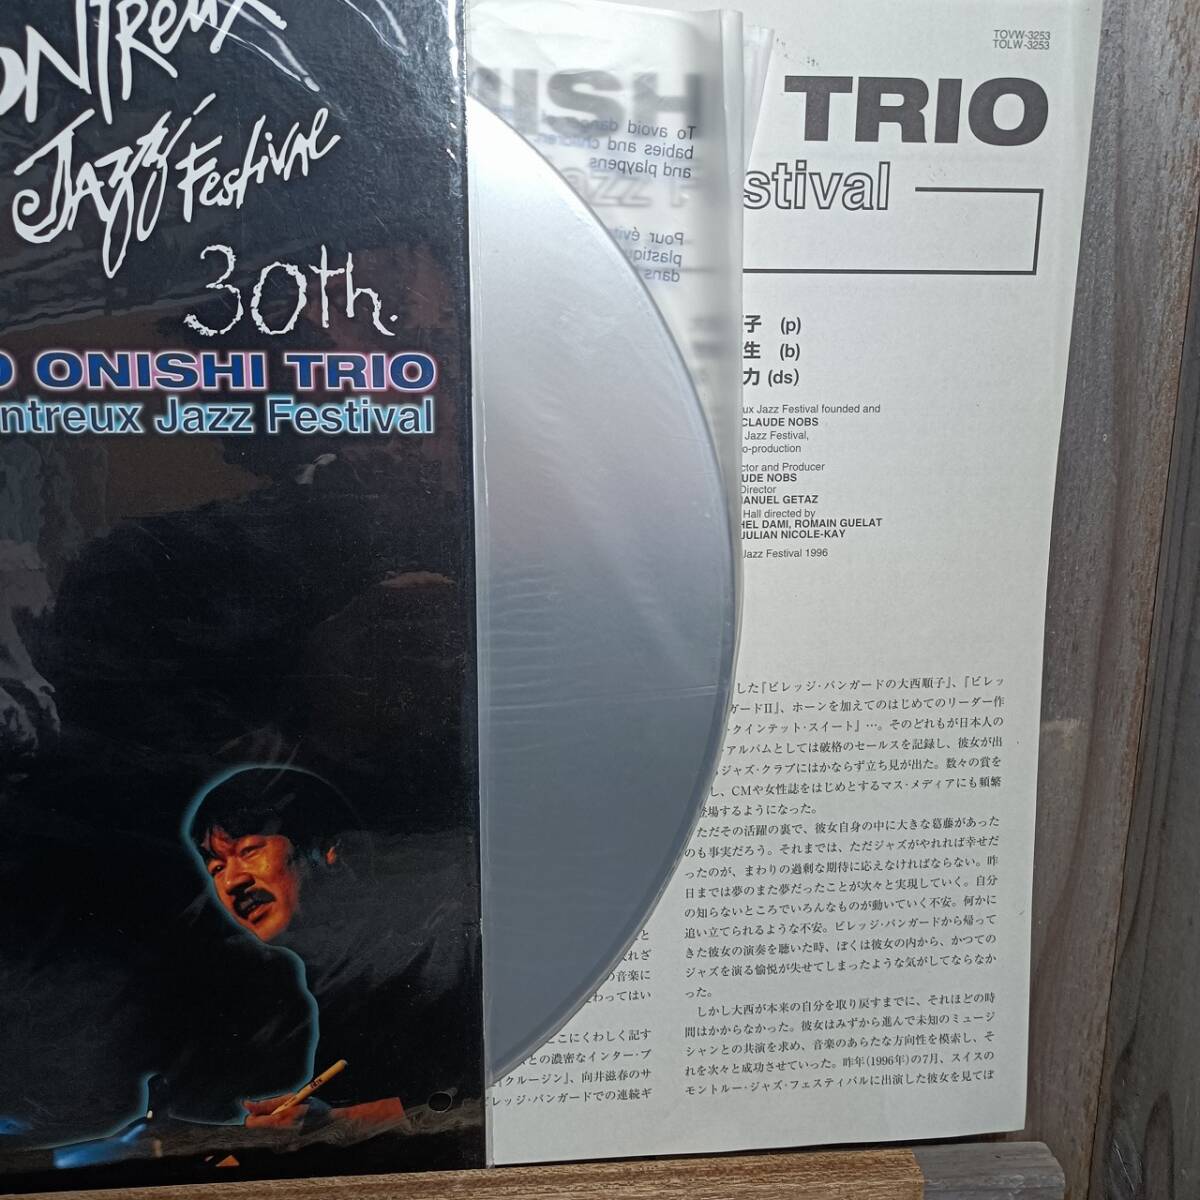 ONTReux
JAZZ FestivAL
30th.
O ONISHI TRIO
ntreux Jazz Festival
NISH
TRIO
stival
TOVW-3253
TOLW-3253
To avoid dang
babies and children
and playpens
Pour évite
plastiqu
dans
子 (p)
生 (b)
力 (ds)
ux Jazz Festival founded and
CLAUDE NOBS
Jazz Festival,
o-production
ctor and Producer
UDE NOBS
Director
ANUEL GETAZ
Hall directed by
HEL DAMI, ROMAIN GUELAT
JULIAN NICOLE-KAY
Jazz Festival 1996
した『ビレッジ・バンガードの大西順子』、『ビレッ
ガードII』、ホーンを加えてのはじめてのリーダー作
クインテット・スイート』…。そのどれもが日本人の
アルバムとしては破格のセールスを記録し、彼女が出
ジャズ・クラブにはかならず立ち見が出た。数々の賞を
し、CMや女性誌をはじめとするマス・メディアにも頻繁
登場するようになった。
ただその活躍の裏で、彼女自身の中に大きな葛藤があった
のも事実だろう。それまでは、ただジャズがやれれば幸せだ
ったのが、まわりの過剰な期待に応えなければならない。昨
日までは夢のまた夢だったことが次々と実現していく。自分
の知らないところでいろんなものが動いていく不安。何かに
追い立てられるような不安。ビレッジ・バンガードから帰って
きた彼女の演奏を聴いた時、ぼくは彼女の内から、かつての
ジャズを演る愉悦が失せてしまったような気がしてならなか
った。
しかし大西が本来の自分を取り戻すまでに、それほどの時
間はかからなかった。彼女はみずから進んで未知のミュージ
シャンとの共演を求め、音楽のあらたな方向性を模索し、そ
れを次々と成功させていった。昨年(1996年)の7月、スイスの
モントルー・ジャズ・フェスティバルに出演した彼女を見てぼ
と
れざ
の音楽に
わってはい
ここにくわしく記す
との濃密なインター・プ
クルージン』、向井滋春のサ
ビレッジ・バンガードでの連続ギ